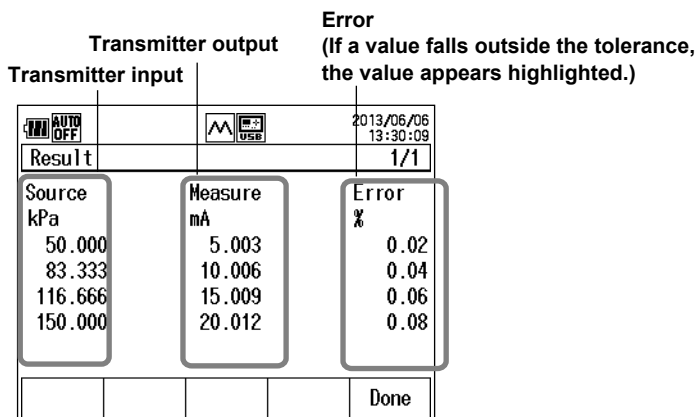 Error
Transmitter output
(If a value falls outside the tolerance,
Transmitter input
the value appears highlighted.)
AUTO
OFF
USB
2013/06/06
13:30:09
Result 1/1
Source Measure Error
kPa mA %
50.000 5.003 0.02
83.333 10.006 0.04
116.666 15.009 0.06
150.000 20.012 0.08
Done